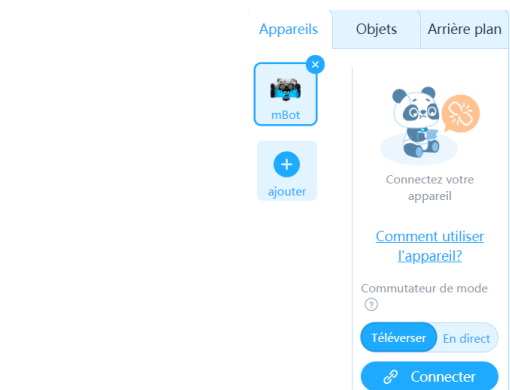 Appareils Objets Arrière plan
mBot
ajouter
Connectez votre
appareil
Comment utiliser
l'appareil?
Commutateur de mode
?
Téléverser En direct
Connecter